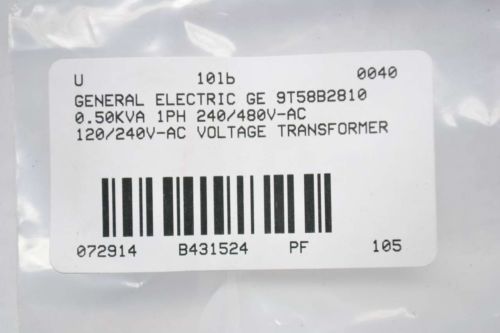 U 10lb 0040
GENERAL ELECTRIC GE 9T58B2810
0.50KVA 1PH 240/480V-AC
120/240V-AC VOLTAGE TRANSFORMER
072914 B431524 PF 105